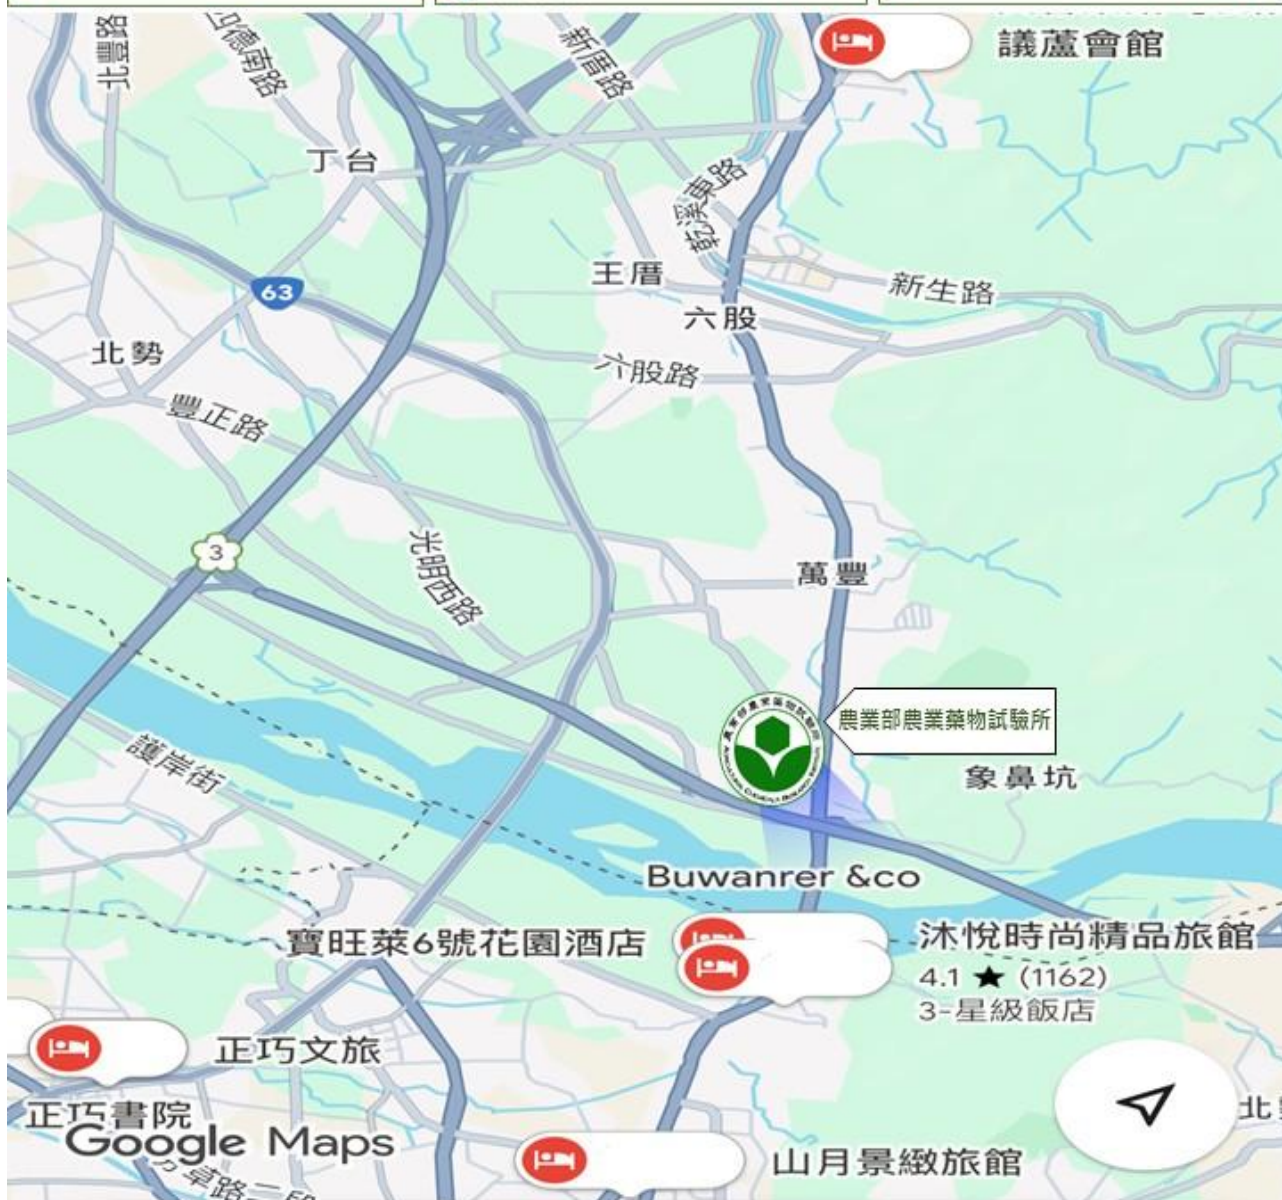 議蘆會館
北豐路
新厝路
丁台
乾溪東路
王厝
新生路
63
六股
北勢
六股路
豐正路
3
光明西路
萬豐
農業部農業藥物試驗所
護岸街
象鼻坑
Buwanrer &co
寶旺萊6號花園酒店
沐悅時尚精品旅館
4.1 ★ (1162)
3-星級飯店
正巧文旅
正巧書院
Google Maps
山月景緻旅館